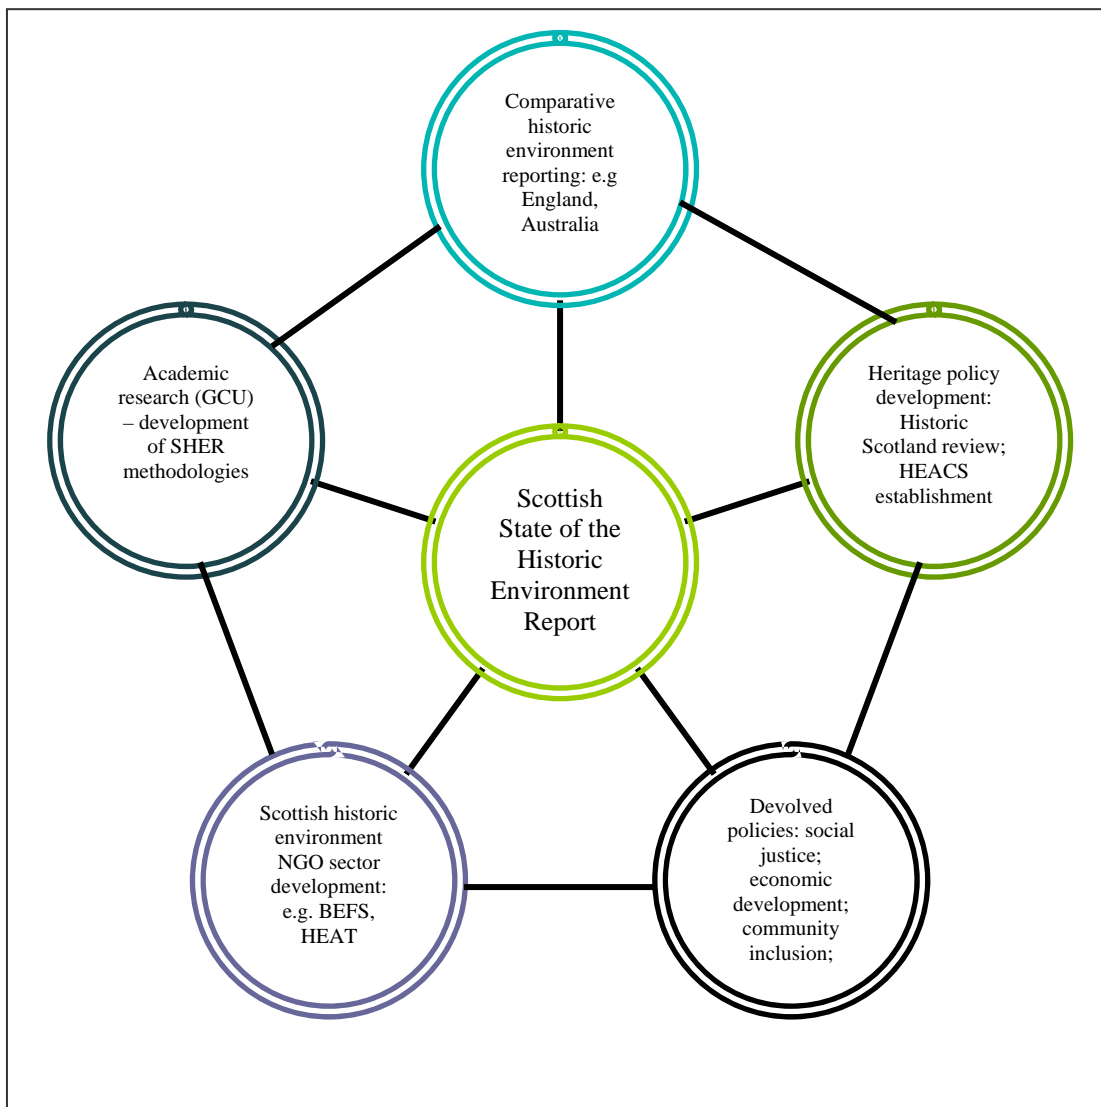 Comparative
historic
environment
reporting: e.g
England,
Australia
Academic
research (GCU)
– development
of SHER
methodologies
Heritage policy
development:
Historic
Scotland review;
HEACS
establishment
Scottish
State of the
Historic
Environment
Report
Scottish historic
environment
NGO sector
development:
e.g. BEFS,
HEAT
Devolved
policies: social
justice;
economic
development;
community
inclusion;